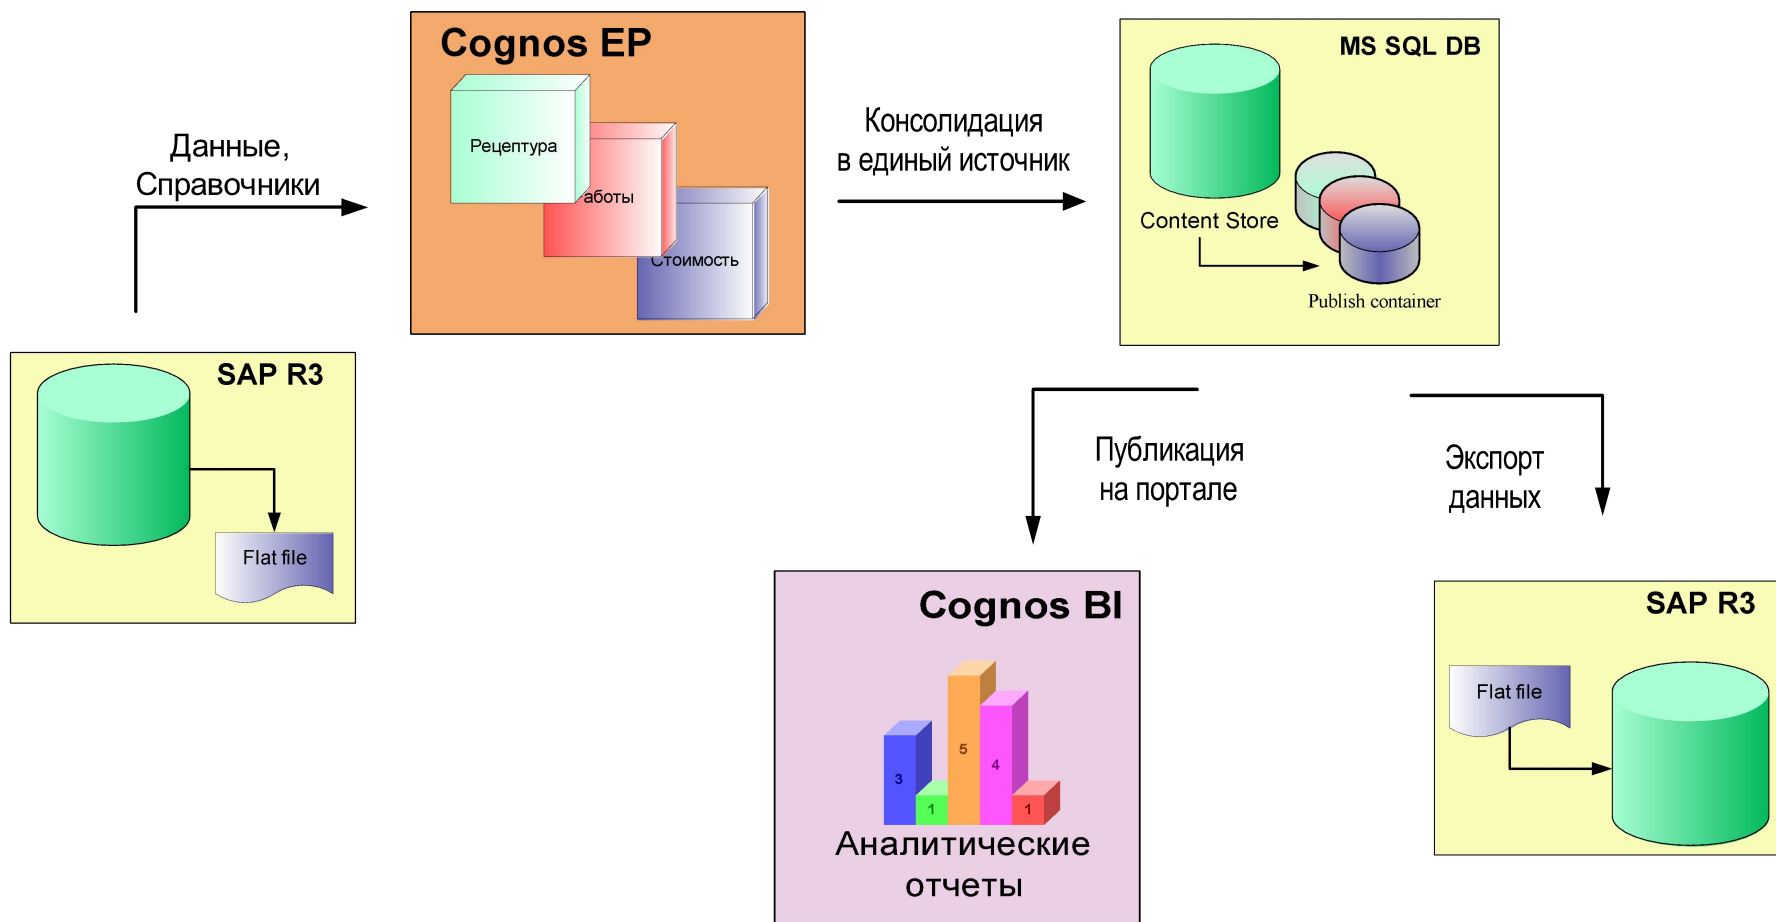 Cognos EP
Рецептура
аботы
Стоимость
Данные,
Справочники
Консолидация
в единый источник
MS SQL DB
Content Store
Publish container
SAP R3
Flat file
Публикация
на портале
Экспорт
данных
Cognos BI
3
1
5
4
1
Аналитические
отчеты
SAP R3
Flat file